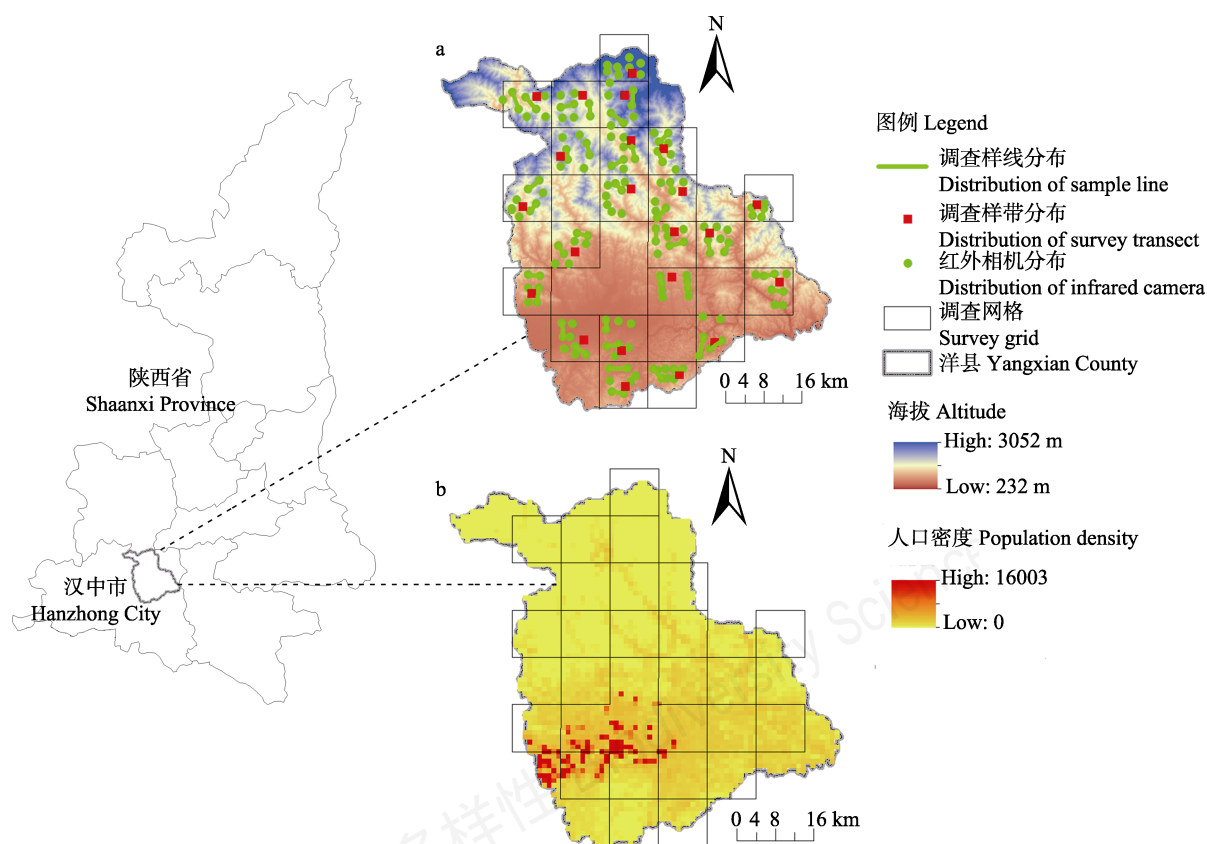 a
N
图例 Legend
调查样线分布
Distribution of sample line
调查样带分布
Distribution of survey transect
红外相机分布
Distribution of infrared camera
调查网格
Survey grid
洋县 Yangxian County
0 4 8 16 km
海拔 Altitude
High: 3052 m
Low: 232 m
陕西省
Shaanxi Province
汉中市
Hanzhong City
b
N
人口密度 Population density
High: 16003
Low: 0
0 4 8 16 km